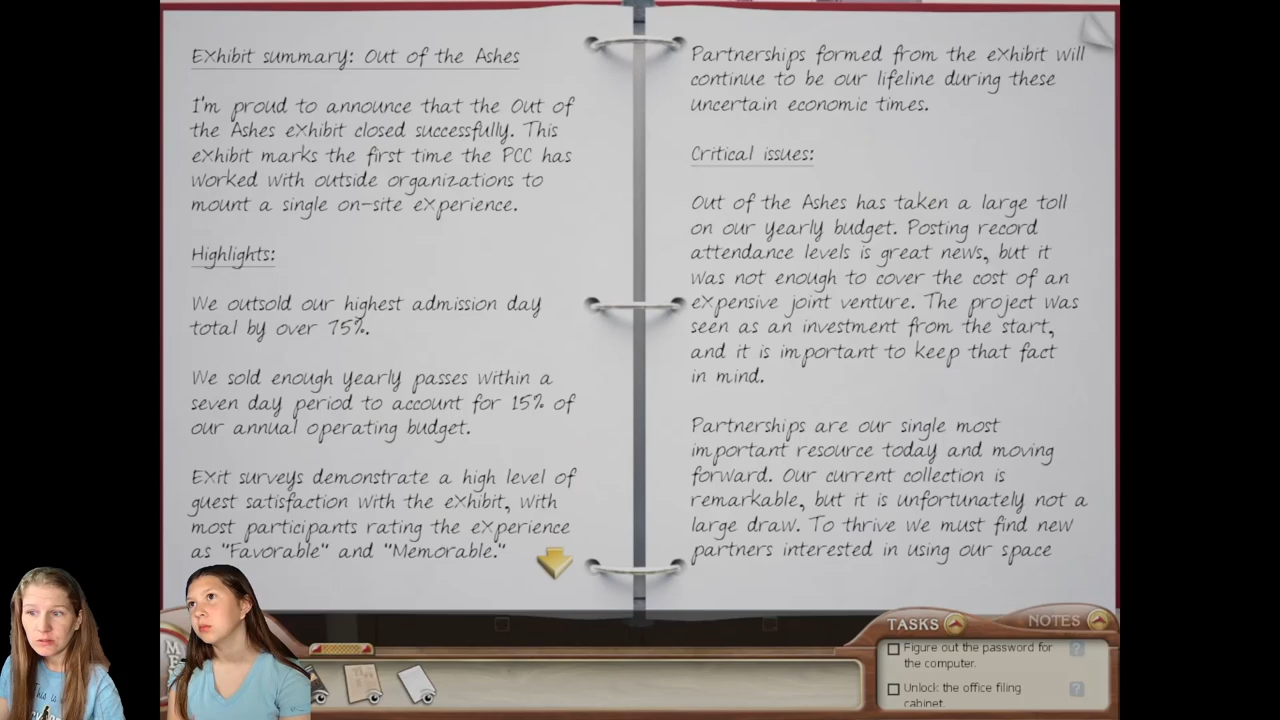 Exhibit summary: Out of the Ashes
I'm proud to announce that the Out of
the Ashes exhibit closed successfully. This
exhibit marks the first time the PCC has
worked with outside organizations to
mount a single on-site experience.
Highlights:
We outsold our highest admission day
total by over 75%.
We sold enough yearly passes within a
seven day period to account for 15% of
our annual operating budget.
Exit surveys demonstrate a high level of
guest satisfaction with the exhibit, with
most participants rating the experience
as "Favorable" and "Memorable."
Partnerships formed from the exhibit will
continue to be our lifeline during these
uncertain economic times.
Critical issues:
Out of the Ashes has taken a large toll
on our yearly budget. Posting record
attendance levels is great news, but it
was not enough to cover the cost of an
expensive joint venture. The project was
seen as an investment from the start,
and it is important to keep that fact
in mind.
Partnerships are our single most
important resource today and moving
forward. Our current collection is
remarkable, but it is unfortunately not a
large draw. To thrive we must find new
partners interested in using our space
TASKS
NOTES
Figure out the password for
the computer.
?
Unlock the office filing
cabinet.
?